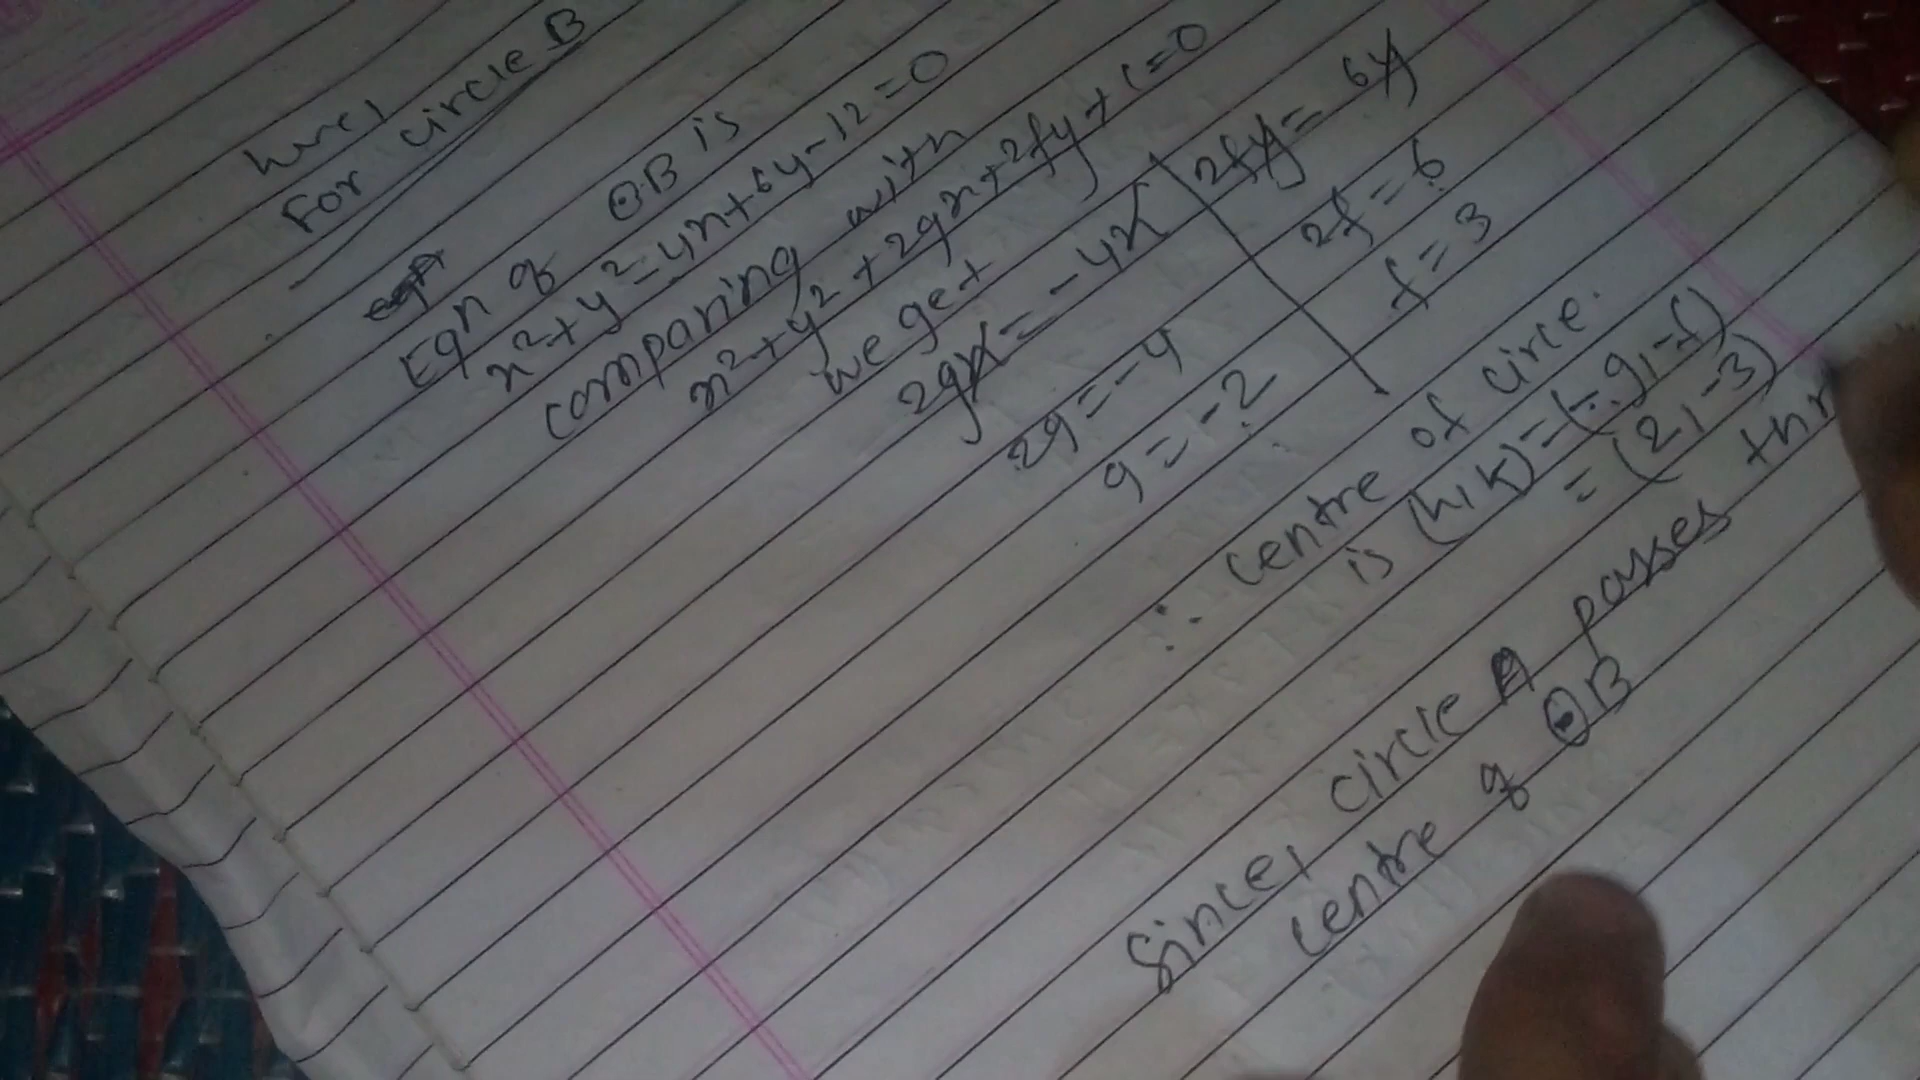 here,
For circle B
Eqn of ⊙B is
x²+y²-4x+6y-12=0
comparing with
x²+y²+2gx+2fy+c=0
we get
2gx=-4x
2g=-4
g=-2
2fy=6y
2f=6
f=3
∴ centre of circe.
is (h,k)=(-g,-f)
=(2,-3)
Since, circle A passes
centre of ⊙B